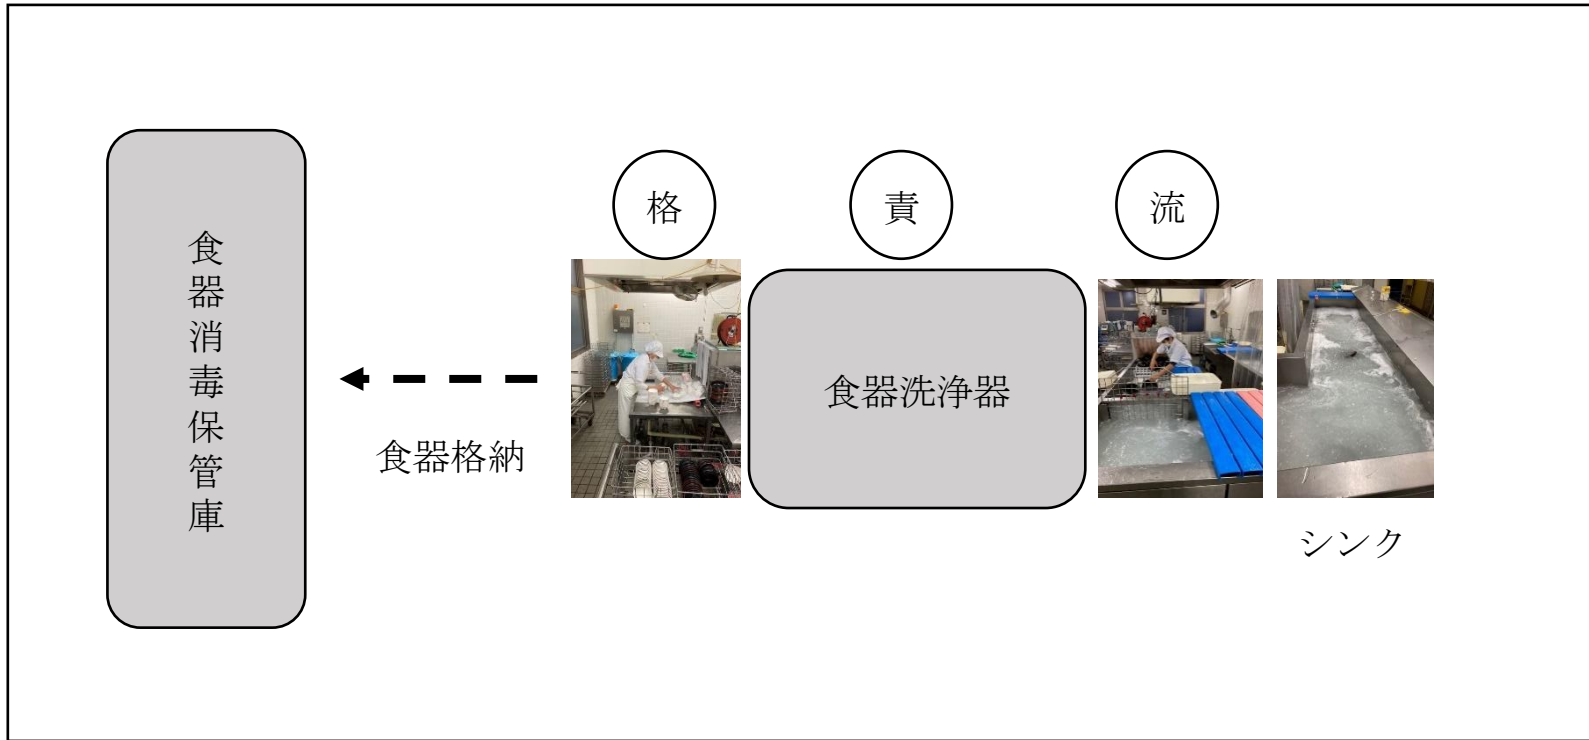 格
責
流
食器消毒保管庫
食器洗浄器
食器格納
シンク